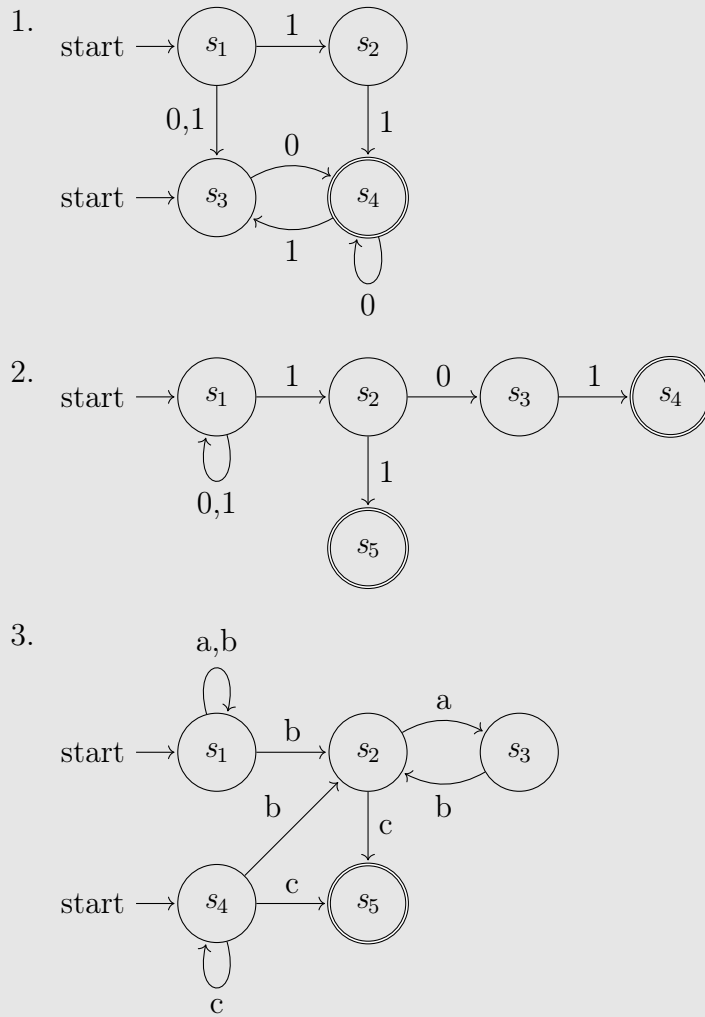 1.
start s1 1 s2
0,1 1
0
start s3 s4
1
0
2.
start s1 1 s2 0 s3 1 s4
0,1 1
s5
3.
a,b
a
start s1 b s2 s3
b b
c
start s4 c s5
c